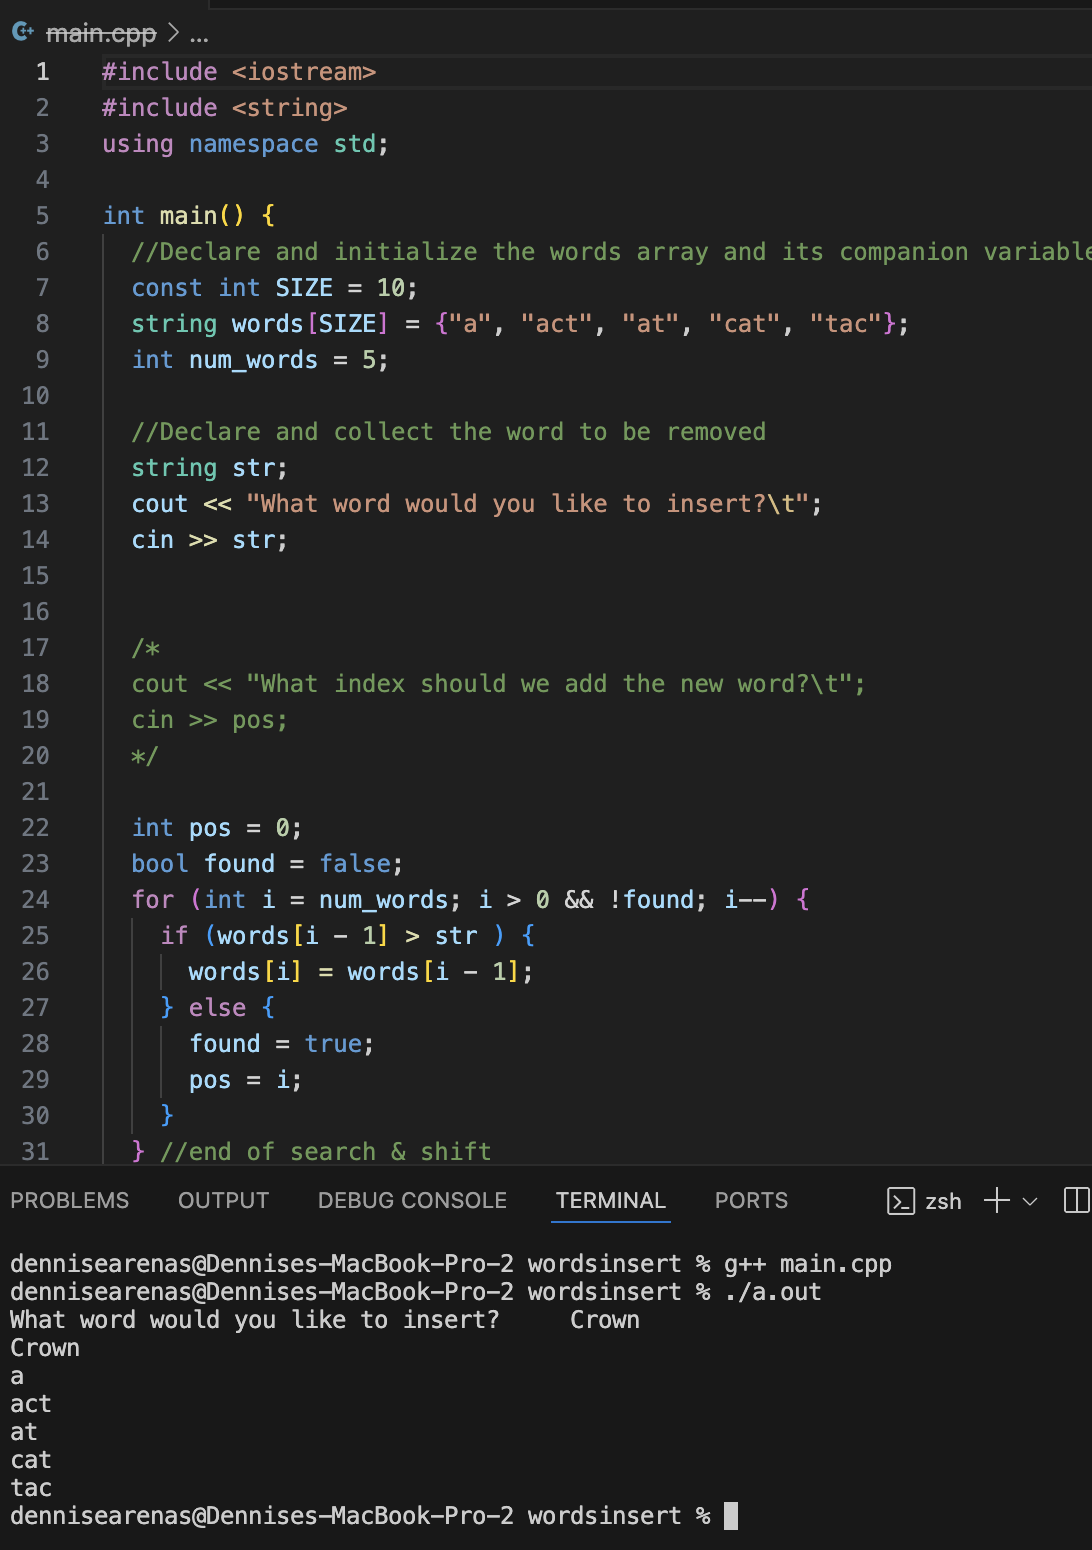 main.cpp > ...
1 #include <iostream>
2 #include <string>
3 using namespace std;
4
5 int main() {
6 //Declare and initialize the words array and its companion variable
7 const int SIZE = 10;
8 string words[SIZE] = {"a", "act", "at", "cat", "tac"};
9 int num_words = 5;
10
11 //Declare and collect the word to be removed
12 string str;
13 cout << "What word would you like to insert?\t";
14 cin >> str;
15
16
17 /*
18 cout << "What index should we add the new word?\t";
19 cin >> pos;
20 */
21
22 int pos = 0;
23 bool found = false;
24 for (int i = num_words; i > 0 && !found; i--) {
25 if (words[i - 1] > str ) {
26 words[i] = words[i - 1];
27 } else {
28 found = true;
29 pos = i;
30 }
31 } //end of search & shift
PROBLEMS OUTPUT DEBUG CONSOLE TERMINAL PORTS zsh
dennisearenas@Dennises-MacBook-Pro-2 wordsinsert % g++ main.cpp
dennisearenas@Dennises-MacBook-Pro-2 wordsinsert % ./a.out
What word would you like to insert? Crown
Crown
a
act
at
cat
tac
dennisearenas@Dennises-MacBook-Pro-2 wordsinsert %